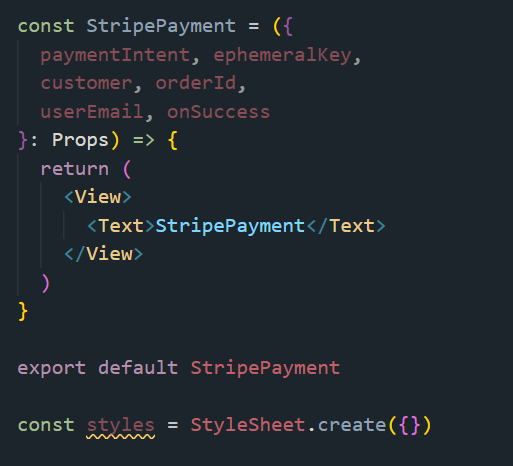 const StripePayment = ({
paymentIntent, ephemeralKey,
customer, orderId,
userEmail, onSuccess
}: Props) => {
return (
<View>
<Text>StripePayment</Text>
</View>
)
}
export default StripePayment
const styles = StyleSheet.create({})